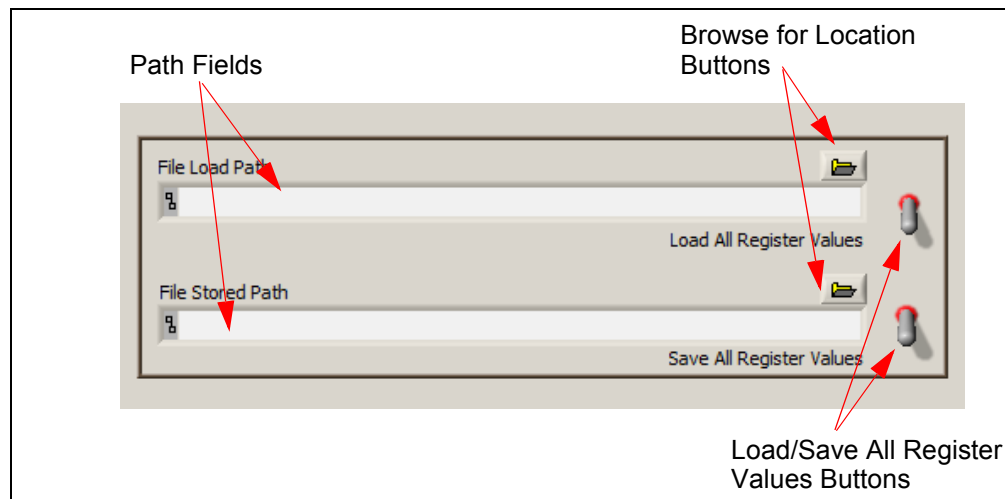 Browse for Location
Buttons
Path Fields
File Load Path
Load All Register Values
File Stored Path
Save All Register Values
Load/Save All Register
Values Buttons